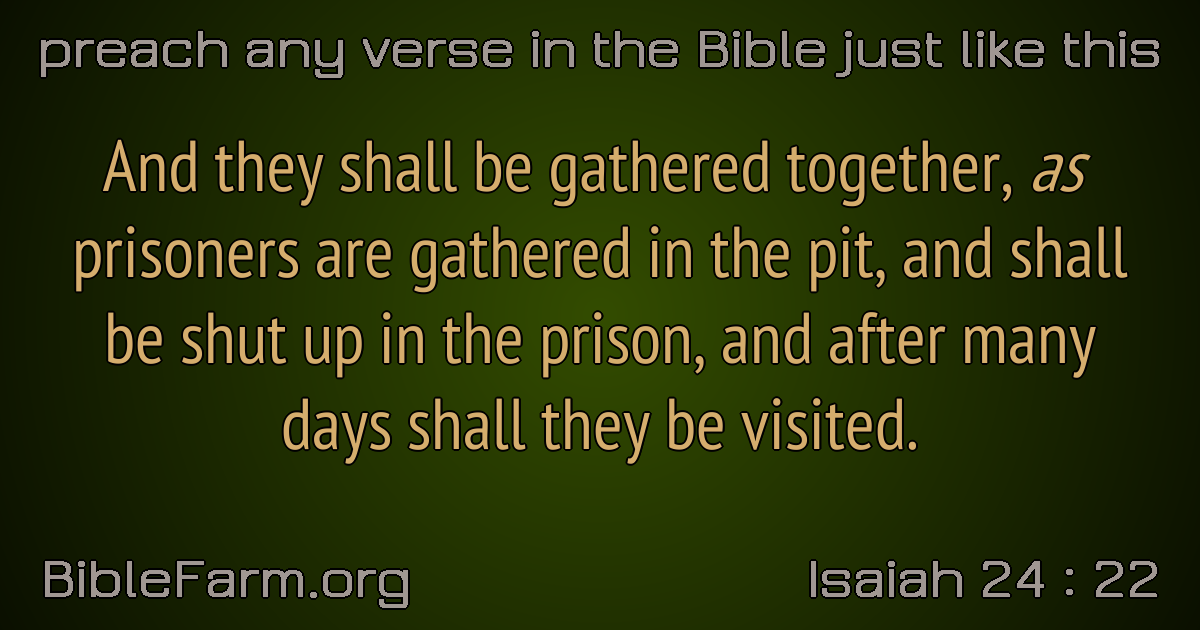 preach any verse in the Bible just like this
And they shall be gathered together, as
prisoners are gathered in the pit, and shall
be shut up in the prison, and after many
days shall they be visited.
BibleFarm.org
Isaiah 24 : 22